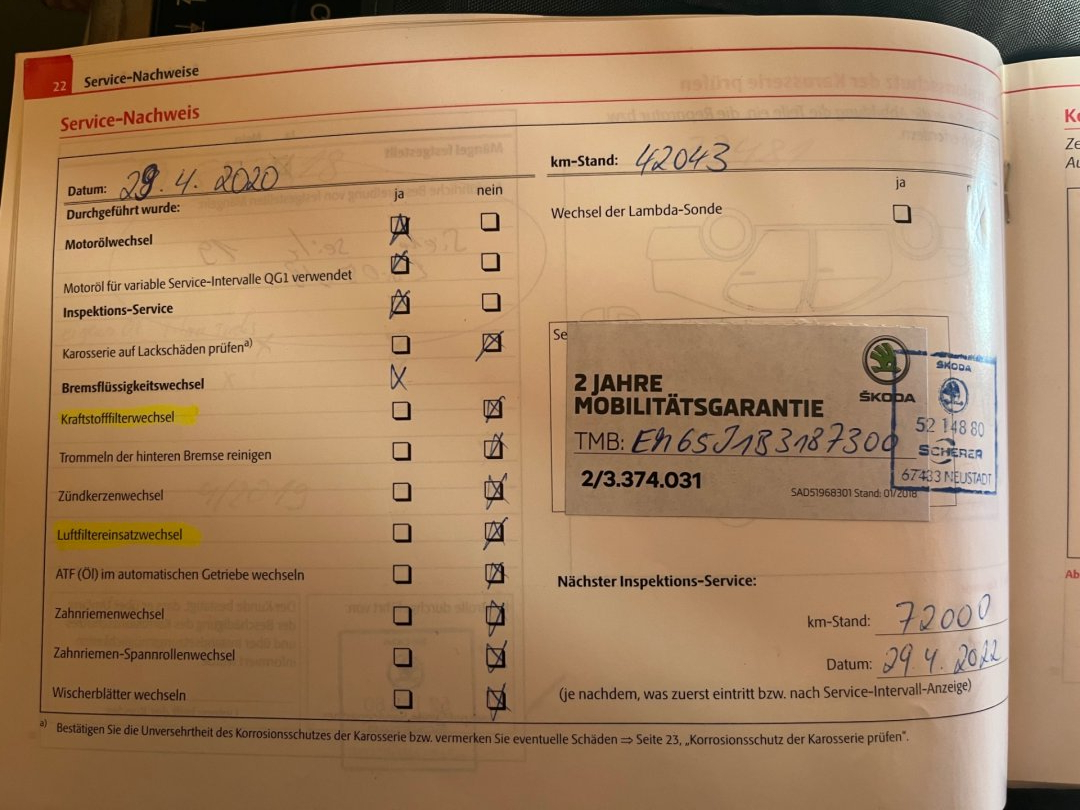 22 Service-Nachweise
Service-Nachweis
Datum: 29. 4. 2020
km-Stand: 42043
ja nein
ja
Durchgeführt wurde:
Wechsel der Lambda-Sonde
Motorölwechsel
Motoröl für variable Service-Intervalle QG1 verwendet
Inspektions-Service
Karosserie auf Lackschäden prüfen a)
Bremsflüssigkeitswechsel
Kraftstofffilterwechsel
Trommeln der hinteren Bremse reinigen
Zündkerzenwechsel
Luftfiltereinsatzwechsel
ATF (Öl) im automatischen Getriebe wechseln
Zahnriemenwechsel
Zahnriemen-Spannrollenwechsel
Wischerblätter wechseln
2 JAHRE
MOBILITÄTSGARANTIE
ŠKODA
TMB: EM65J1B3187300
2/3.374.031
SAD51968301 Stand: 01/2018
ŠKODA
52 148 80
SCHERER
67433 NEUSTADT
Nächster Inspektions-Service:
km-Stand: 72000
Datum: 29. 4. 2022
(je nachdem, was zuerst eintritt bzw. nach Service-Intervall-Anzeige)
a) Bestätigen Sie die Unversehrtheit des Korrosionsschutzes der Karosserie bzw. vermerken Sie eventuelle Schäden ⇒ Seite 23, „Korrosionsschutz der Karosserie prüfen".